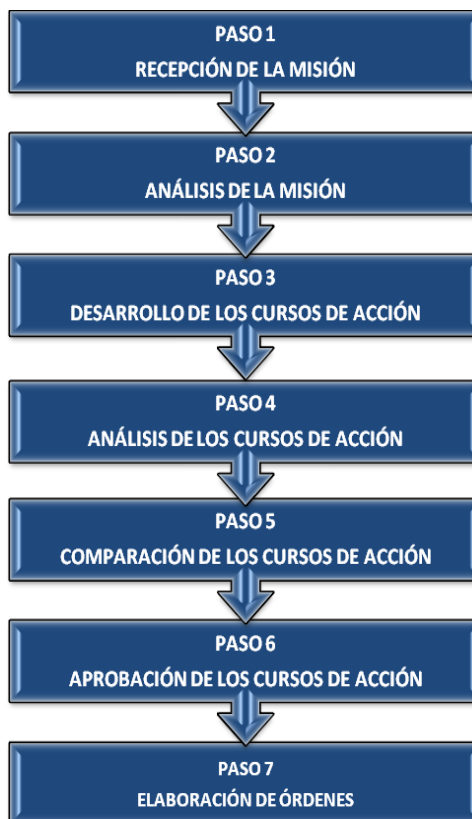 PASO 1
RECEPCIÓN DE LA MISIÓN
PASO 2
ANÁLISIS DE LA MISIÓN
PASO 3
DESARROLLO DE LOS CURSOS DE ACCIÓN
PASO 4
ANÁLISIS DE LOS CURSOS DE ACCIÓN
PASO 5
COMPARACIÓN DE LOS CURSOS DE ACCIÓN
PASO 6
APROBACIÓN DE LOS CURSOS DE ACCIÓN
PASO 7
ELABORACIÓN DE ÓRDENES